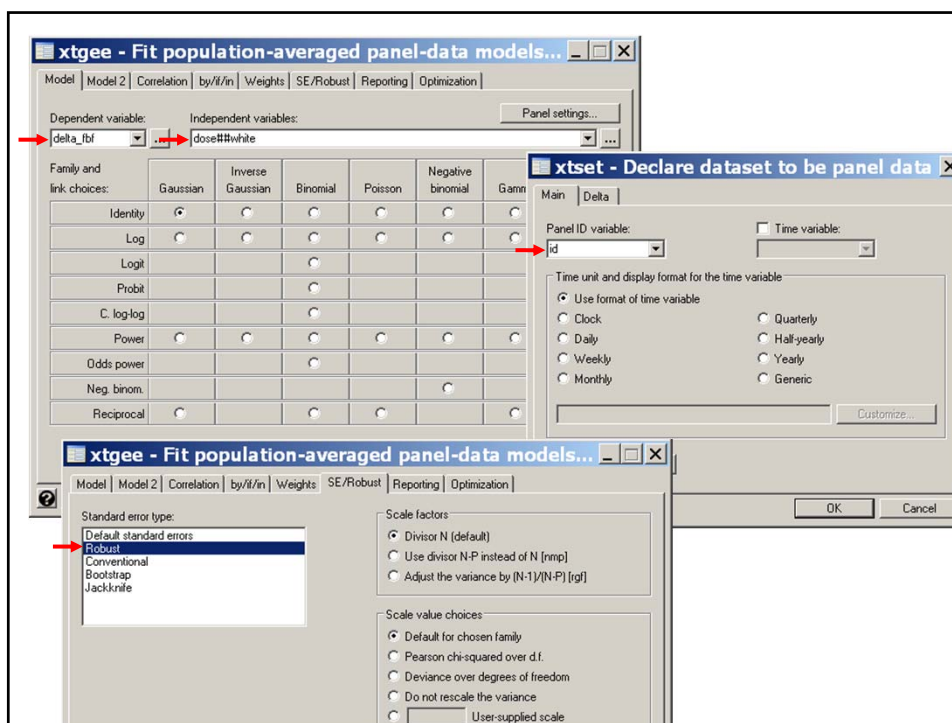 xtgee - Fit population-averaged panel-data models...
Model Model 2 Correlation by/if/in Weights SE/Robust Reporting Optimization
Panel settings...
Dependent variable: Independent variables:
delta_fbf ... dose##white ...
Family and link choices:
Gaussian Inverse Gaussian Binomial Poisson Negative binomial Gamm
Identity
Log
Logit
Probit
C. log-log
Power
Odds power
Neg. binom.
Reciprocal
xtset - Declare dataset to be panel data
Main Delta
Panel ID variable: Time variable:
id
Time unit and display format for the time variable
Use format of time variable
Clock Quarterly
Daily Half-yearly
Weekly Yearly
Monthly Generic
Customize...
OK Cancel
xtgee - Fit population-averaged panel-data models...
Model Model 2 Correlation by/if/in Weights SE/Robust Reporting Optimization
Standard error type:
Default standard errors
Robust
Conventional
Bootstrap
Jackknife
Scale factors
Divisor N (default)
Use divisor N-P instead of N [nmp]
Adjust the variance by (N-1)/(N-P) [rgf]
Scale value choices
Default for chosen family
Pearson chi-squared over d.f.
Deviance over degrees of freedom
Do not rescale the variance
User-supplied scale